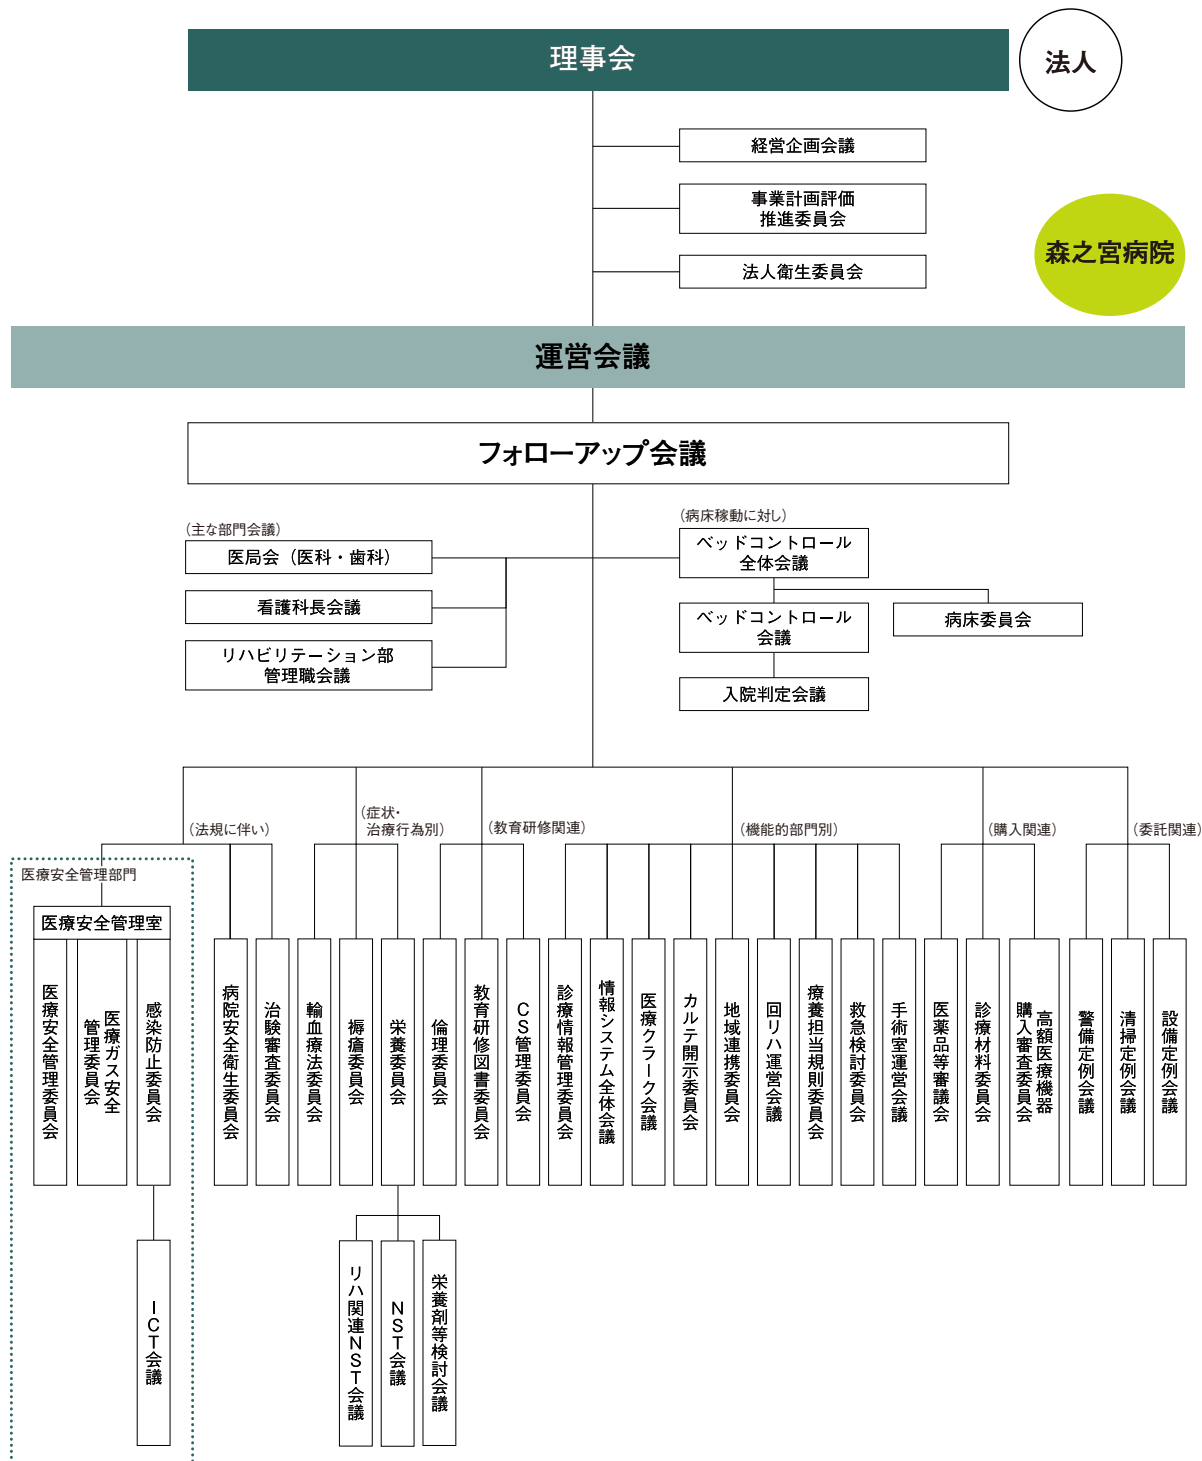 理事会
法人
経営企画会議
事業計画評価
推進委員会
法人衛生委員会
森之宮病院
運営会議
フォローアップ会議
(主な部門会議)
医局会（医科・歯科）
看護科長会議
リハビリテーション部
管理職会議
(病床稼動に対し)
ベッドコントロール
全体会議
ベッドコントロール
会議
病床委員会
入院判定会議
(法規に伴い)
(症状・
治療行為別)
(教育研修関連)
(機能的部門別)
(購入関連)
(委託関連)
医療安全管理部門
医療安全管理室
医療安全管理委員会
医療ガス安全
管理委員会
感染防止委員会
病院安全衛生委員会
治験審査委員会
輸血療法委員会
褥瘡委員会
栄養委員会
倫理委員会
教育研修図書委員会
CS管理委員会
診療情報管理委員会
情報システム全体会議
医療クラーク会議
カルテ開示委員会
地域連携委員会
回リハ運営会議
療養担当規則委員会
救急検討委員会
手術室運営会議
医薬品等審議会
診療材料委員会
高額医療機器
購入審査委員会
警備定例会議
清掃定例会議
設備定例会議
ICT会議
リハ関連NST会議
NST会議
栄養剤等検討会議